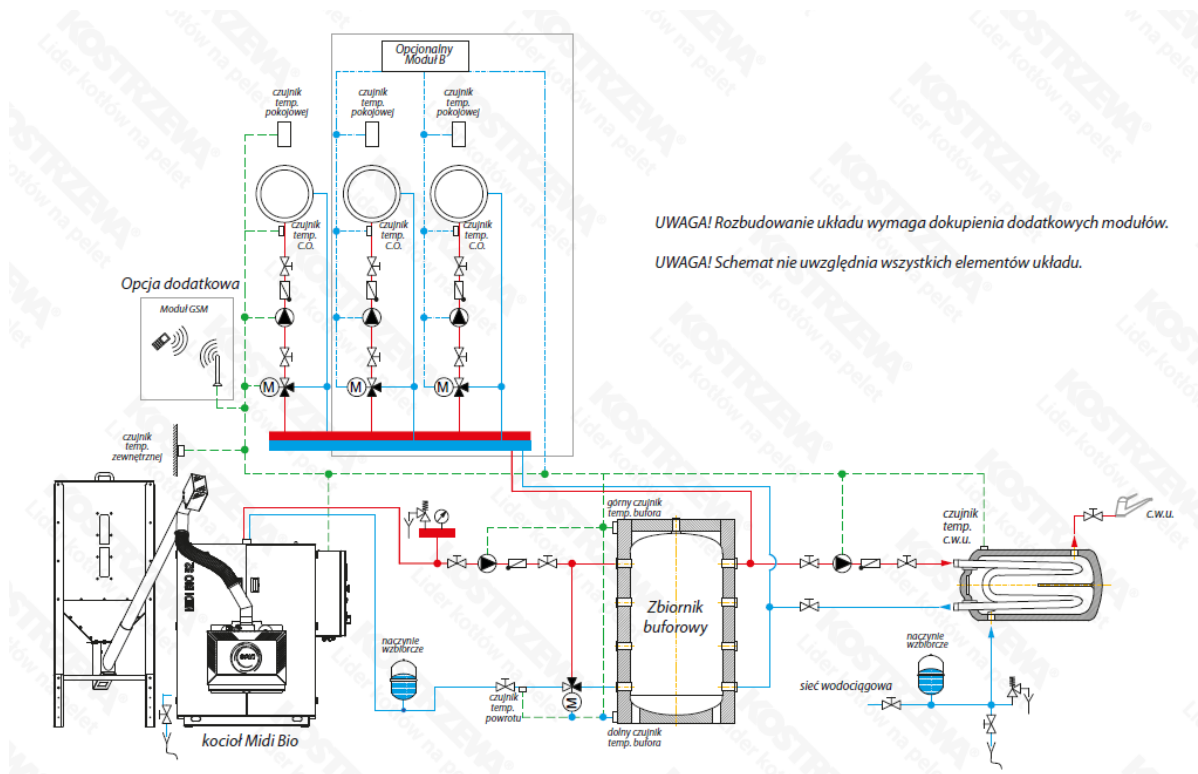 Opcjonalny
Moduł B
czujnik
temp.
pokojowej
czujnik
temp.
pokojowej
czujnik
temp.
pokojowej
czujnik
temp.
C.O.
czujnik
temp.
C.O.
czujnik
temp.
C.O.
UWAGA! Rozbudowanie układu wymaga dokupienia dodatkowych modułów.
UWAGA! Schemat nie uwzględnia wszystkich elementów układu.
Opcja dodatkowa
Moduł GSM
M
M
M
czujnik
temp.
zewnętrznej
górny czujnik
temp. bufora
czujnik
temp.
c.w.u.
c.w.u.
MIDI BIO
Zbiornik
buforowy
naczynie
wzbiorcze
naczynie
wzbiorcze
sieć wodociągowa
czujnik
temp.
powrotu
M
dolny czujnik
temp. bufora
kocioł Midi Bio
KOSTRZEWA®
Lider kotłów na pelet